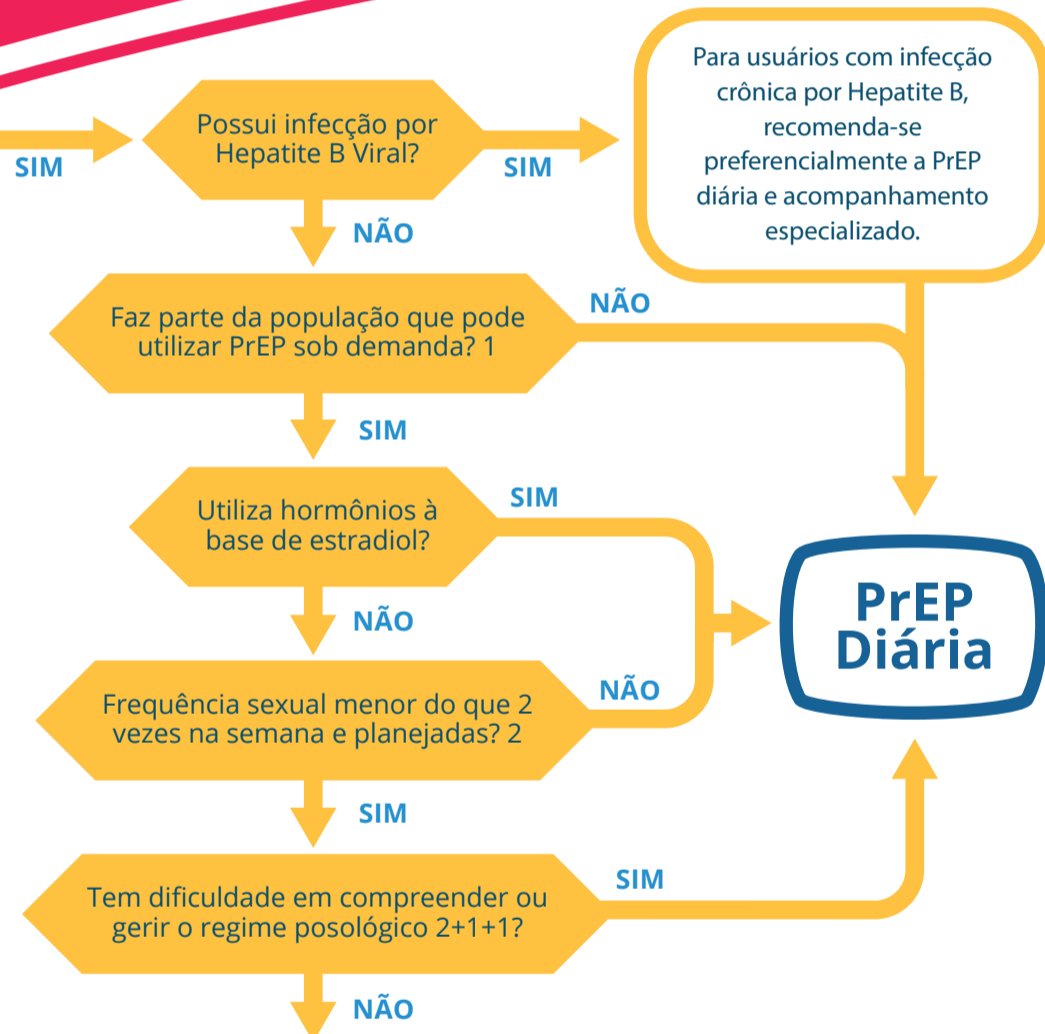 SIM
Possui infecção por
Hepatite B Viral?
SIM
Para usuários com infecção
crônica por Hepatite B,
recomenda-se
preferencialmente a PrEP
diária e acompanhamento
especializado.
NÃO
Faz parte da população que pode
utilizar PrEP sob demanda? 1
NÃO
SIM
Utiliza hormônios à
base de estradiol?
SIM
NÃO
PrEP
Diária
Frequência sexual menor do que 2
vezes na semana e planejadas? 2
NÃO
SIM
Tem dificuldade em compreender ou
gerir o regime posológico 2+1+1?
SIM
NÃO